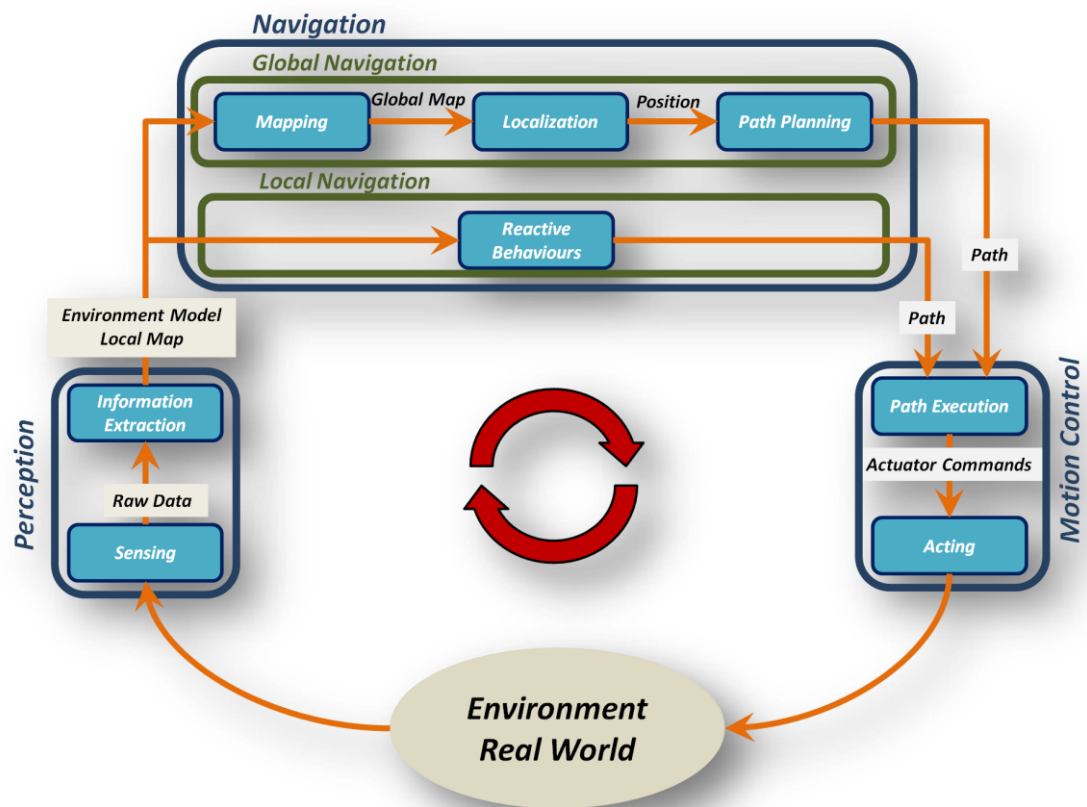 Navigation
Global Navigation
Mapping
Global Map
Localization
Position
Path Planning
Local Navigation
Reactive
Behaviours
Path
Path
Environment Model
Local Map
Perception
Information
Extraction
Raw Data
Sensing
Motion Control
Path Execution
Actuator Commands
Acting
Environment
Real World